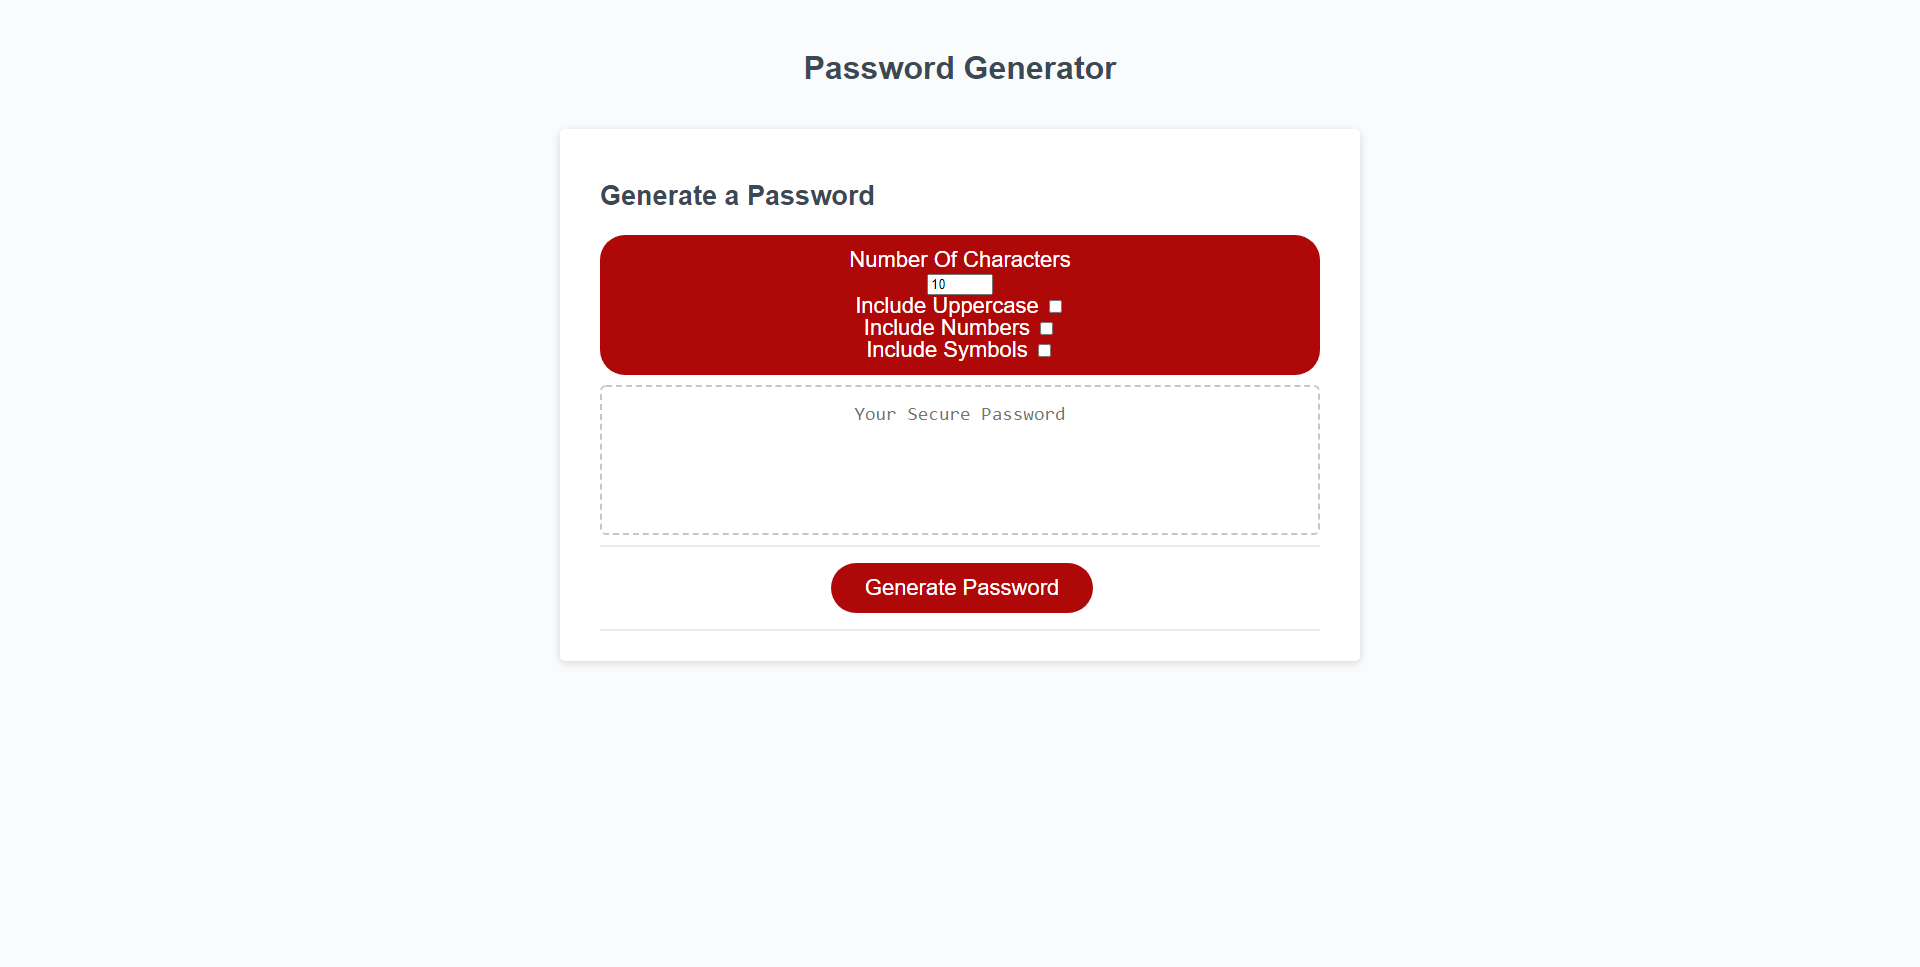 Password Generator
Generate a Password
Number Of Characters
10
Include Uppercase
Include Numbers
Include Symbols
Your Secure Password
Generate Password